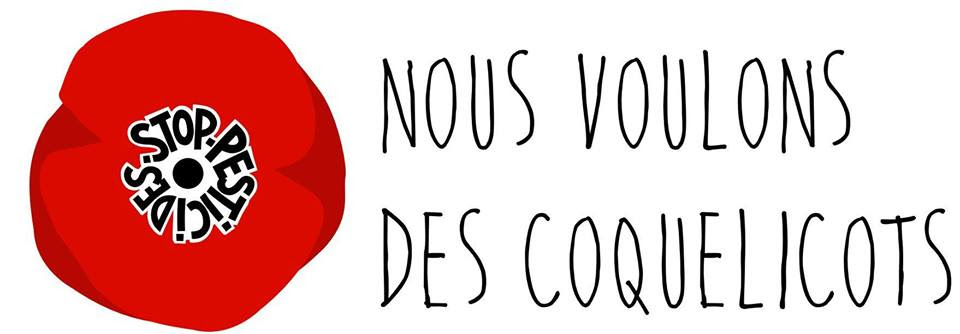 STOP PESTICIDES
NOUS VOULONS
DES COQUELICOTS